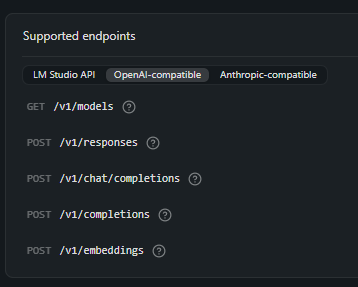 Supported endpoints
LM Studio API OpenAI-compatible Anthropic-compatible
GET /v1/models ?
POST /v1/responses ?
POST /v1/chat/completions ?
POST /v1/completions ?
POST /v1/embeddings ?